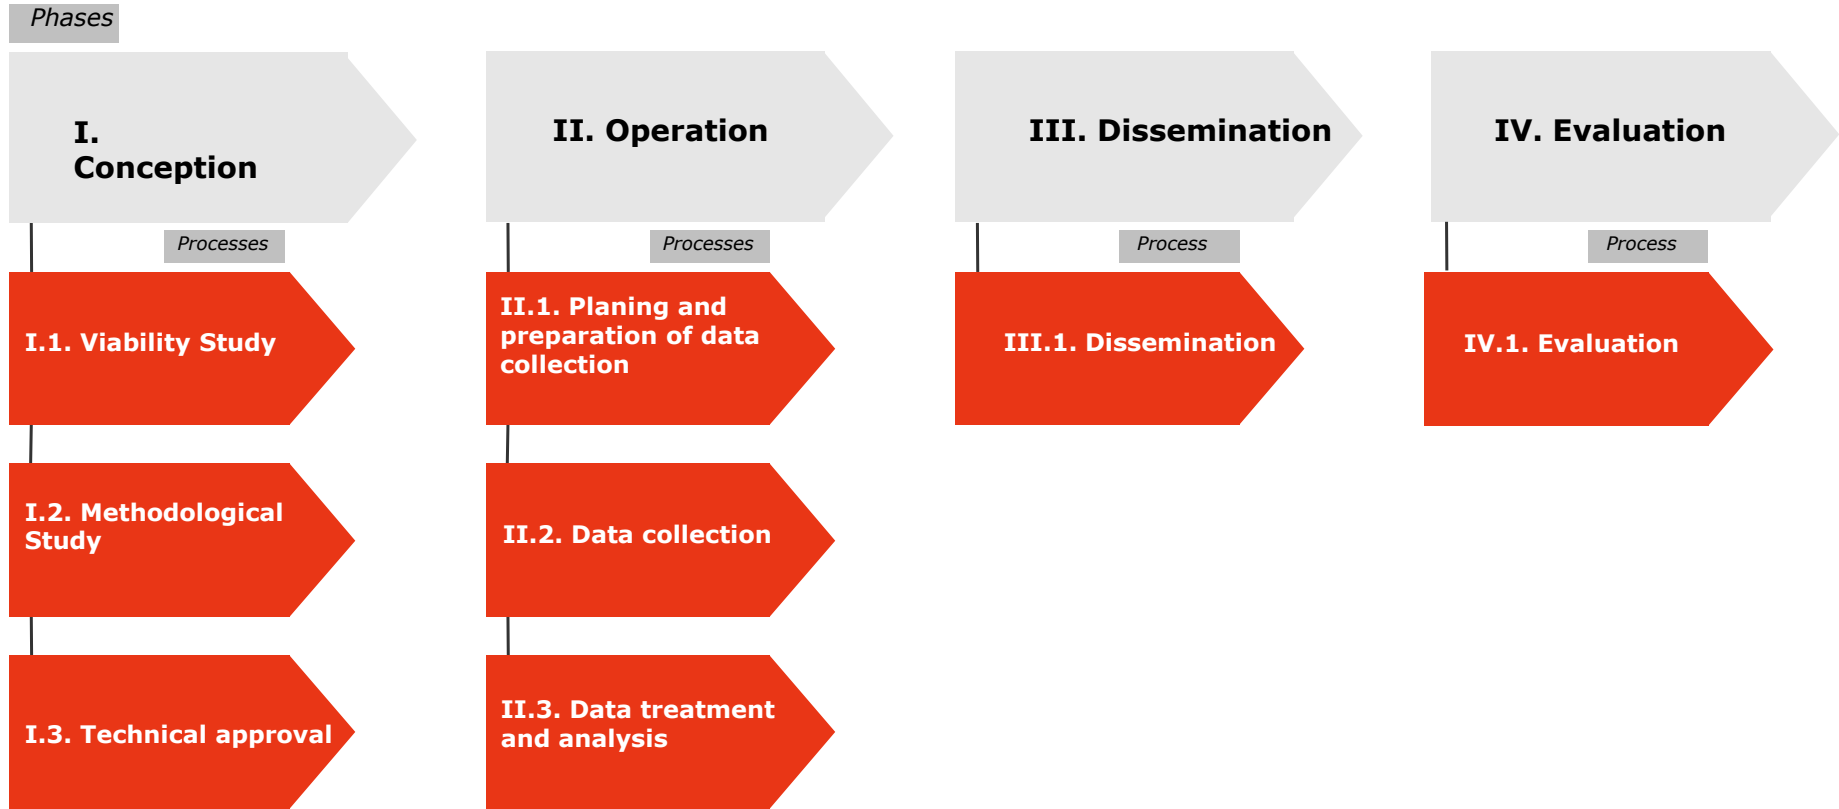 Phases
I.
Conception
II. Operation
III. Dissemination
IV. Evaluation
Processes
Processes
Process
Process
I.1. Viability Study
II.1. Planing and
preparation of data
collection
III.1. Dissemination
IV.1. Evaluation
I.2. Methodological
Study
II.2. Data collection
I.3. Technical approval
II.3. Data treatment
and analysis